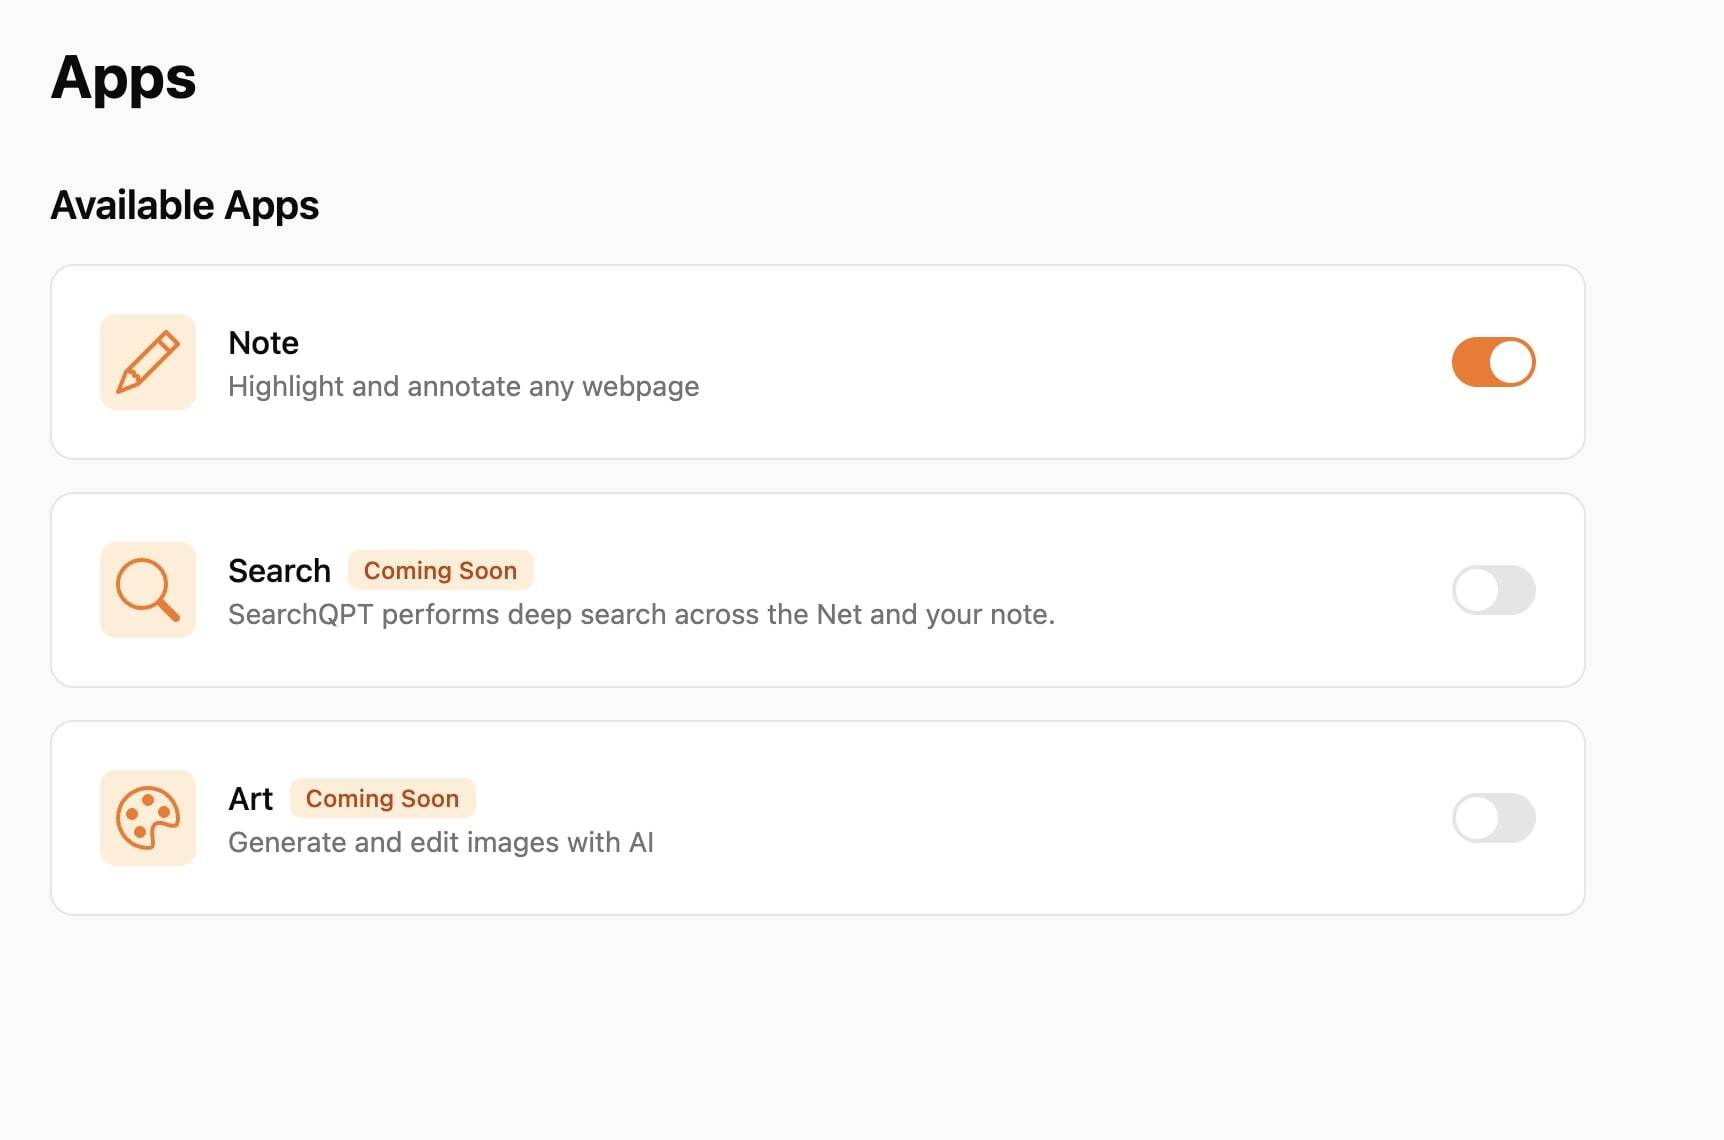 Apps
Available Apps
Note
Highlight and annotate any webpage
Search Coming Soon
SearchQPT performs deep search across the Net and your note.
Art Coming Soon
Generate and edit images with AI